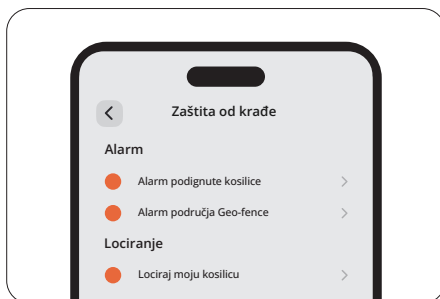 Zaštita od krađe
Alarm
Alarm podignute kosilice
Alarm područja Geo-fence
Lociranje
Lociraj moju kosilicu